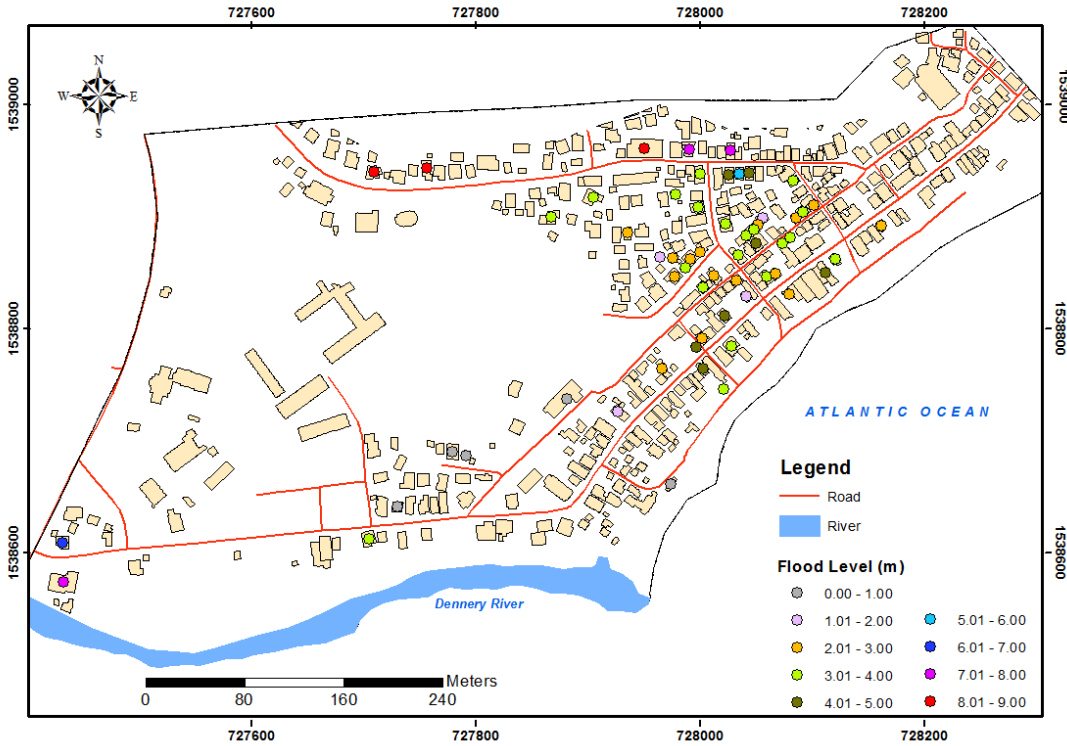 727600 727800 728000 728200
N
W E
S
1539000 1539000
1538800 1538800
ATLANTIC OCEAN
Legend
Road
River
1538600 1538600
Flood Level (m)
0.00 - 1.00
1.01 - 2.00 5.01 - 6.00
2.01 - 3.00 6.01 - 7.00
3.01 - 4.00 7.01 - 8.00
4.01 - 5.00 8.01 - 9.00
Dennery River
Meters
0 80 160 240
727600 727800 728000 728200